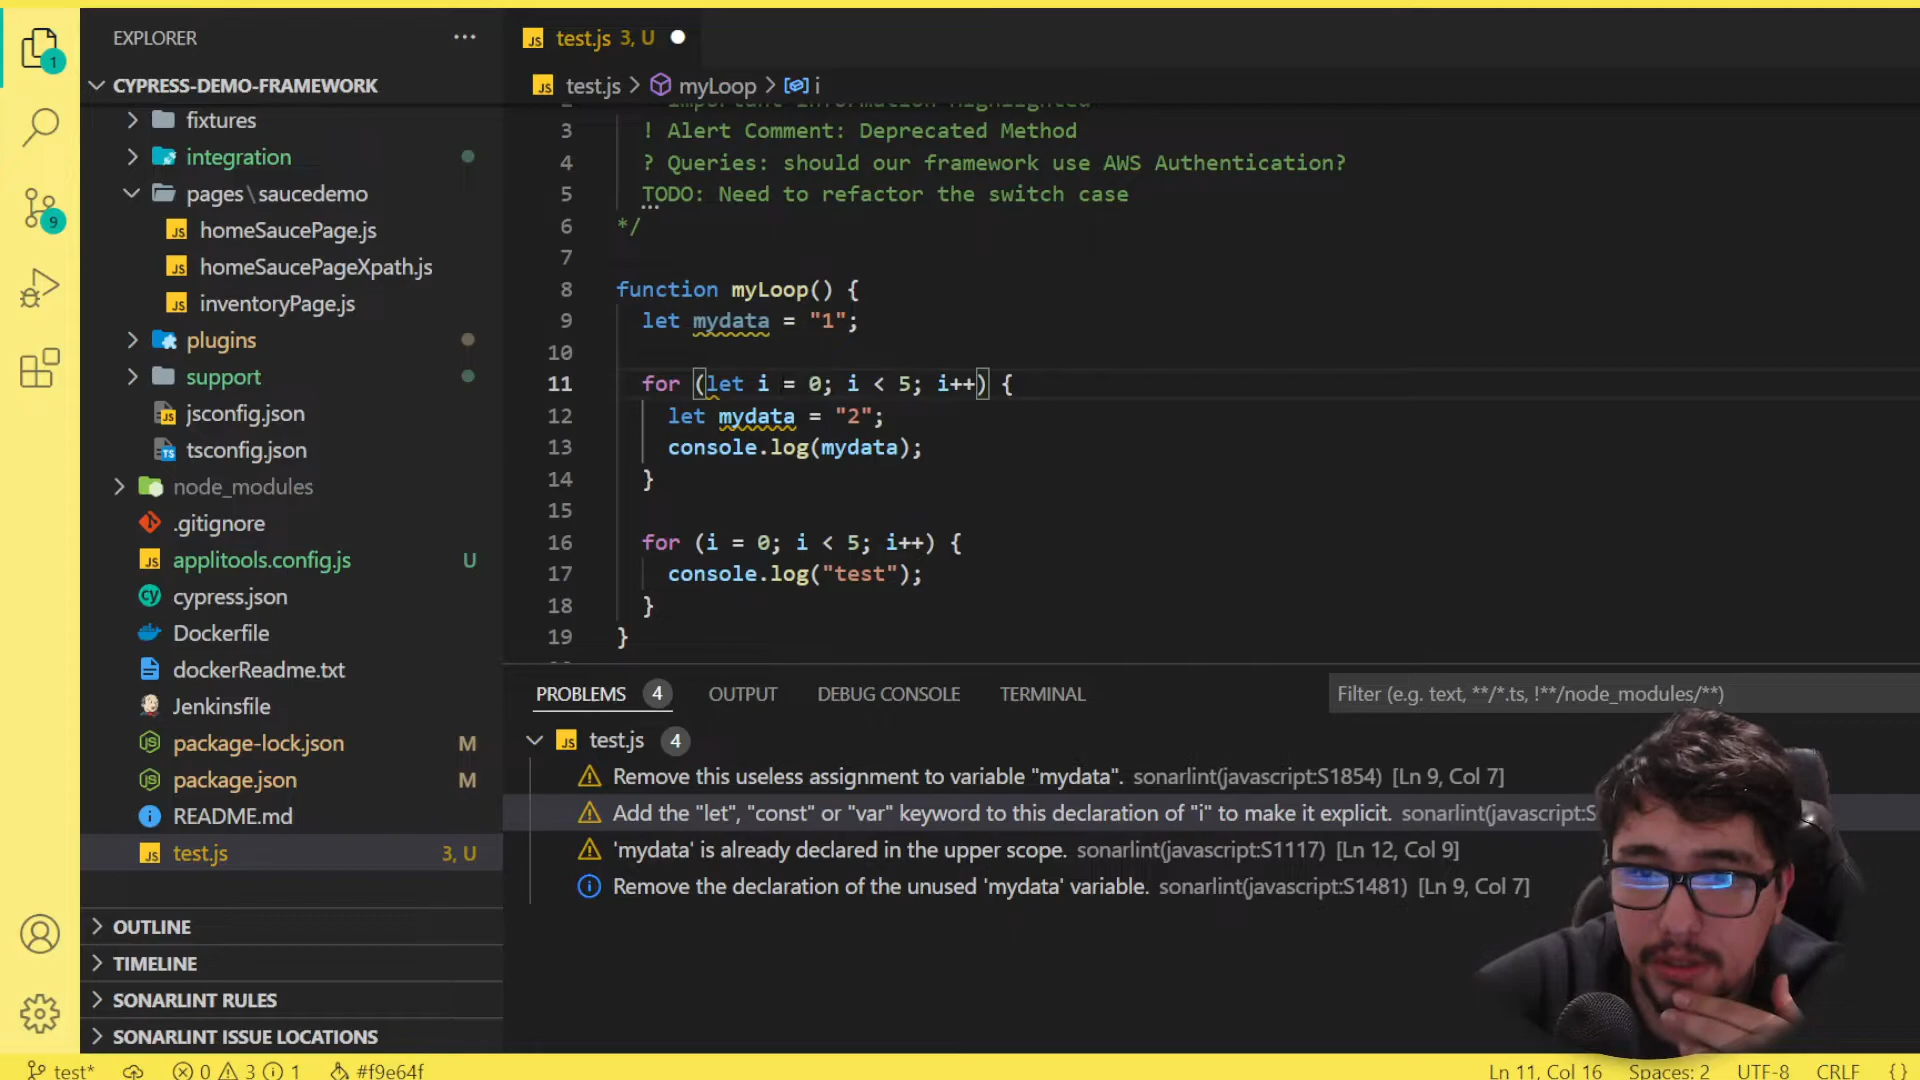 EXPLORER
CYPRESS-DEMO-FRAMEWORK
fixtures
integration
pages\saucedemo
homeSaucePage.js
homeSaucePageXpath.js
inventoryPage.js
plugins
support
jsconfig.json
tsconfig.json
node_modules
.gitignore
applitools.config.js U
cypress.json
Dockerfile
dockerReadme.txt
Jenkinsfile
package-lock.json M
package.json M
README.md
test.js 3, U
OUTLINE
TIMELINE
SONARLINT RULES
SONARLINT ISSUE LOCATIONS
1
9
test.js 3, U
test.js > myLoop > i
2 Important information highlighted
3 ! Alert Comment: Deprecated Method
4 ? Queries: should our framework use AWS Authentication?
5 TODO: Need to refactor the switch case
6 */
7
8 function myLoop() {
9 let mydata = "1";
10
11 for (let i = 0; i < 5; i++) {
12 let mydata = "2";
13 console.log(mydata);
14 }
15
16 for (i = 0; i < 5; i++) {
17 console.log("test");
18 }
19 }
PROBLEMS 4 OUTPUT DEBUG CONSOLE TERMINAL
Filter (e.g. text, **/*.ts, !**/node_modules/**)
test.js 4
Remove this useless assignment to variable "mydata". sonarlint(javascript:S1854) [Ln 9, Col 7]
Add the "let", "const" or "var" keyword to this declaration of "i" to make it explicit. sonarlint(javascript:S
'mydata' is already declared in the upper scope. sonarlint(javascript:S1117) [Ln 12, Col 9]
Remove the declaration of the unused 'mydata' variable. sonarlint(javascript:S1481) [Ln 9, Col 7]
test* 0 3 1 #f9e64f Ln 11, Col 16 Spaces: 2 UTF-8 CRLF { }